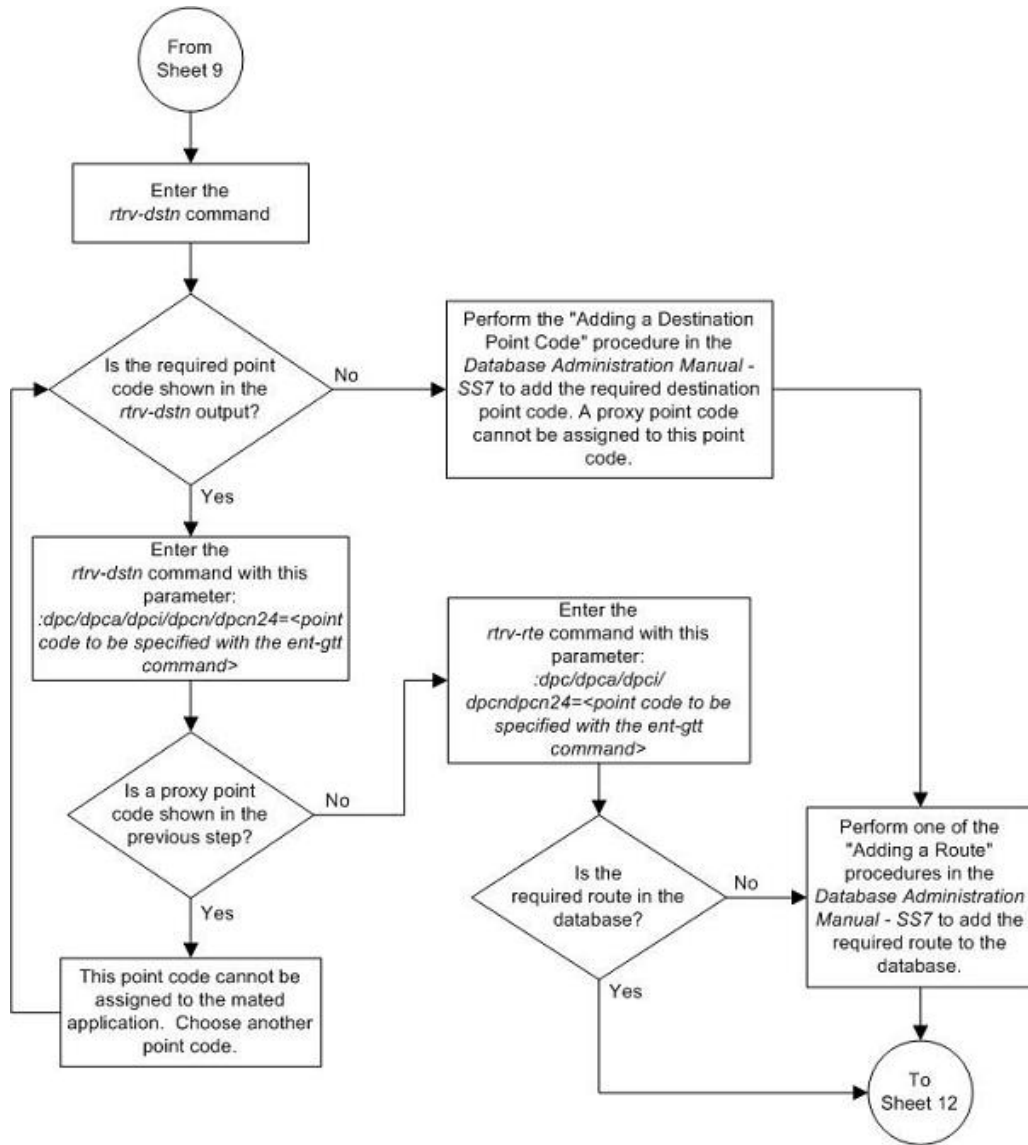 From
Sheet 9
Enter the
rtrv-dstn command
Is the required point
code shown in the
rtrv-dstn output?
No
Perform the "Adding a Destination
Point Code" procedure in the
Database Administration Manual -
SS7 to add the required destination
point code. A proxy point code
cannot be assigned to this point
code.
Yes
Enter the
rtrv-dstn command with this
parameter:
:dpc/dpca/dpci/dpcn/dpcn24=<point
code to be specified with the ent-gtt
command>
Is a proxy point
code shown in the
previous step?
No
Enter the
rtrv-rte command with this
parameter:
:dpc/dpca/dpci/
dpcndpcn24=<point code to be
specified with the ent-gtt
command>
Yes
This point code cannot be
assigned to the mated
application. Choose another
point code.
Is the
required route in the
database?
No
Perform one of the
"Adding a Route"
procedures in the
Database Administration
Manual - SS7 to add the
required route to the
database.
Yes
To
Sheet 12